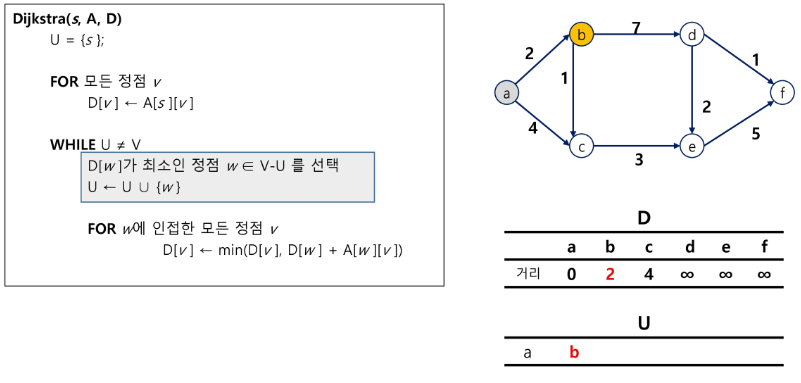 Dijkstra(s, A, D)
U = {s};
FOR 모든 정점 v
D[v] ← A[s][v]
WHILE U ≠ V
D[w]가 최소인 정점 w ∈ V-U 를 선택
U ← U ∪ {w}
FOR w에 인접한 모든 정점 v
D[v] ← min(D[v], D[w] + A[w][v])
b 7 d
2 1
a 1 f
4 2 5
c 3 e
D
a b c d e f
거리 0 2 4 ∞ ∞ ∞
U
a b